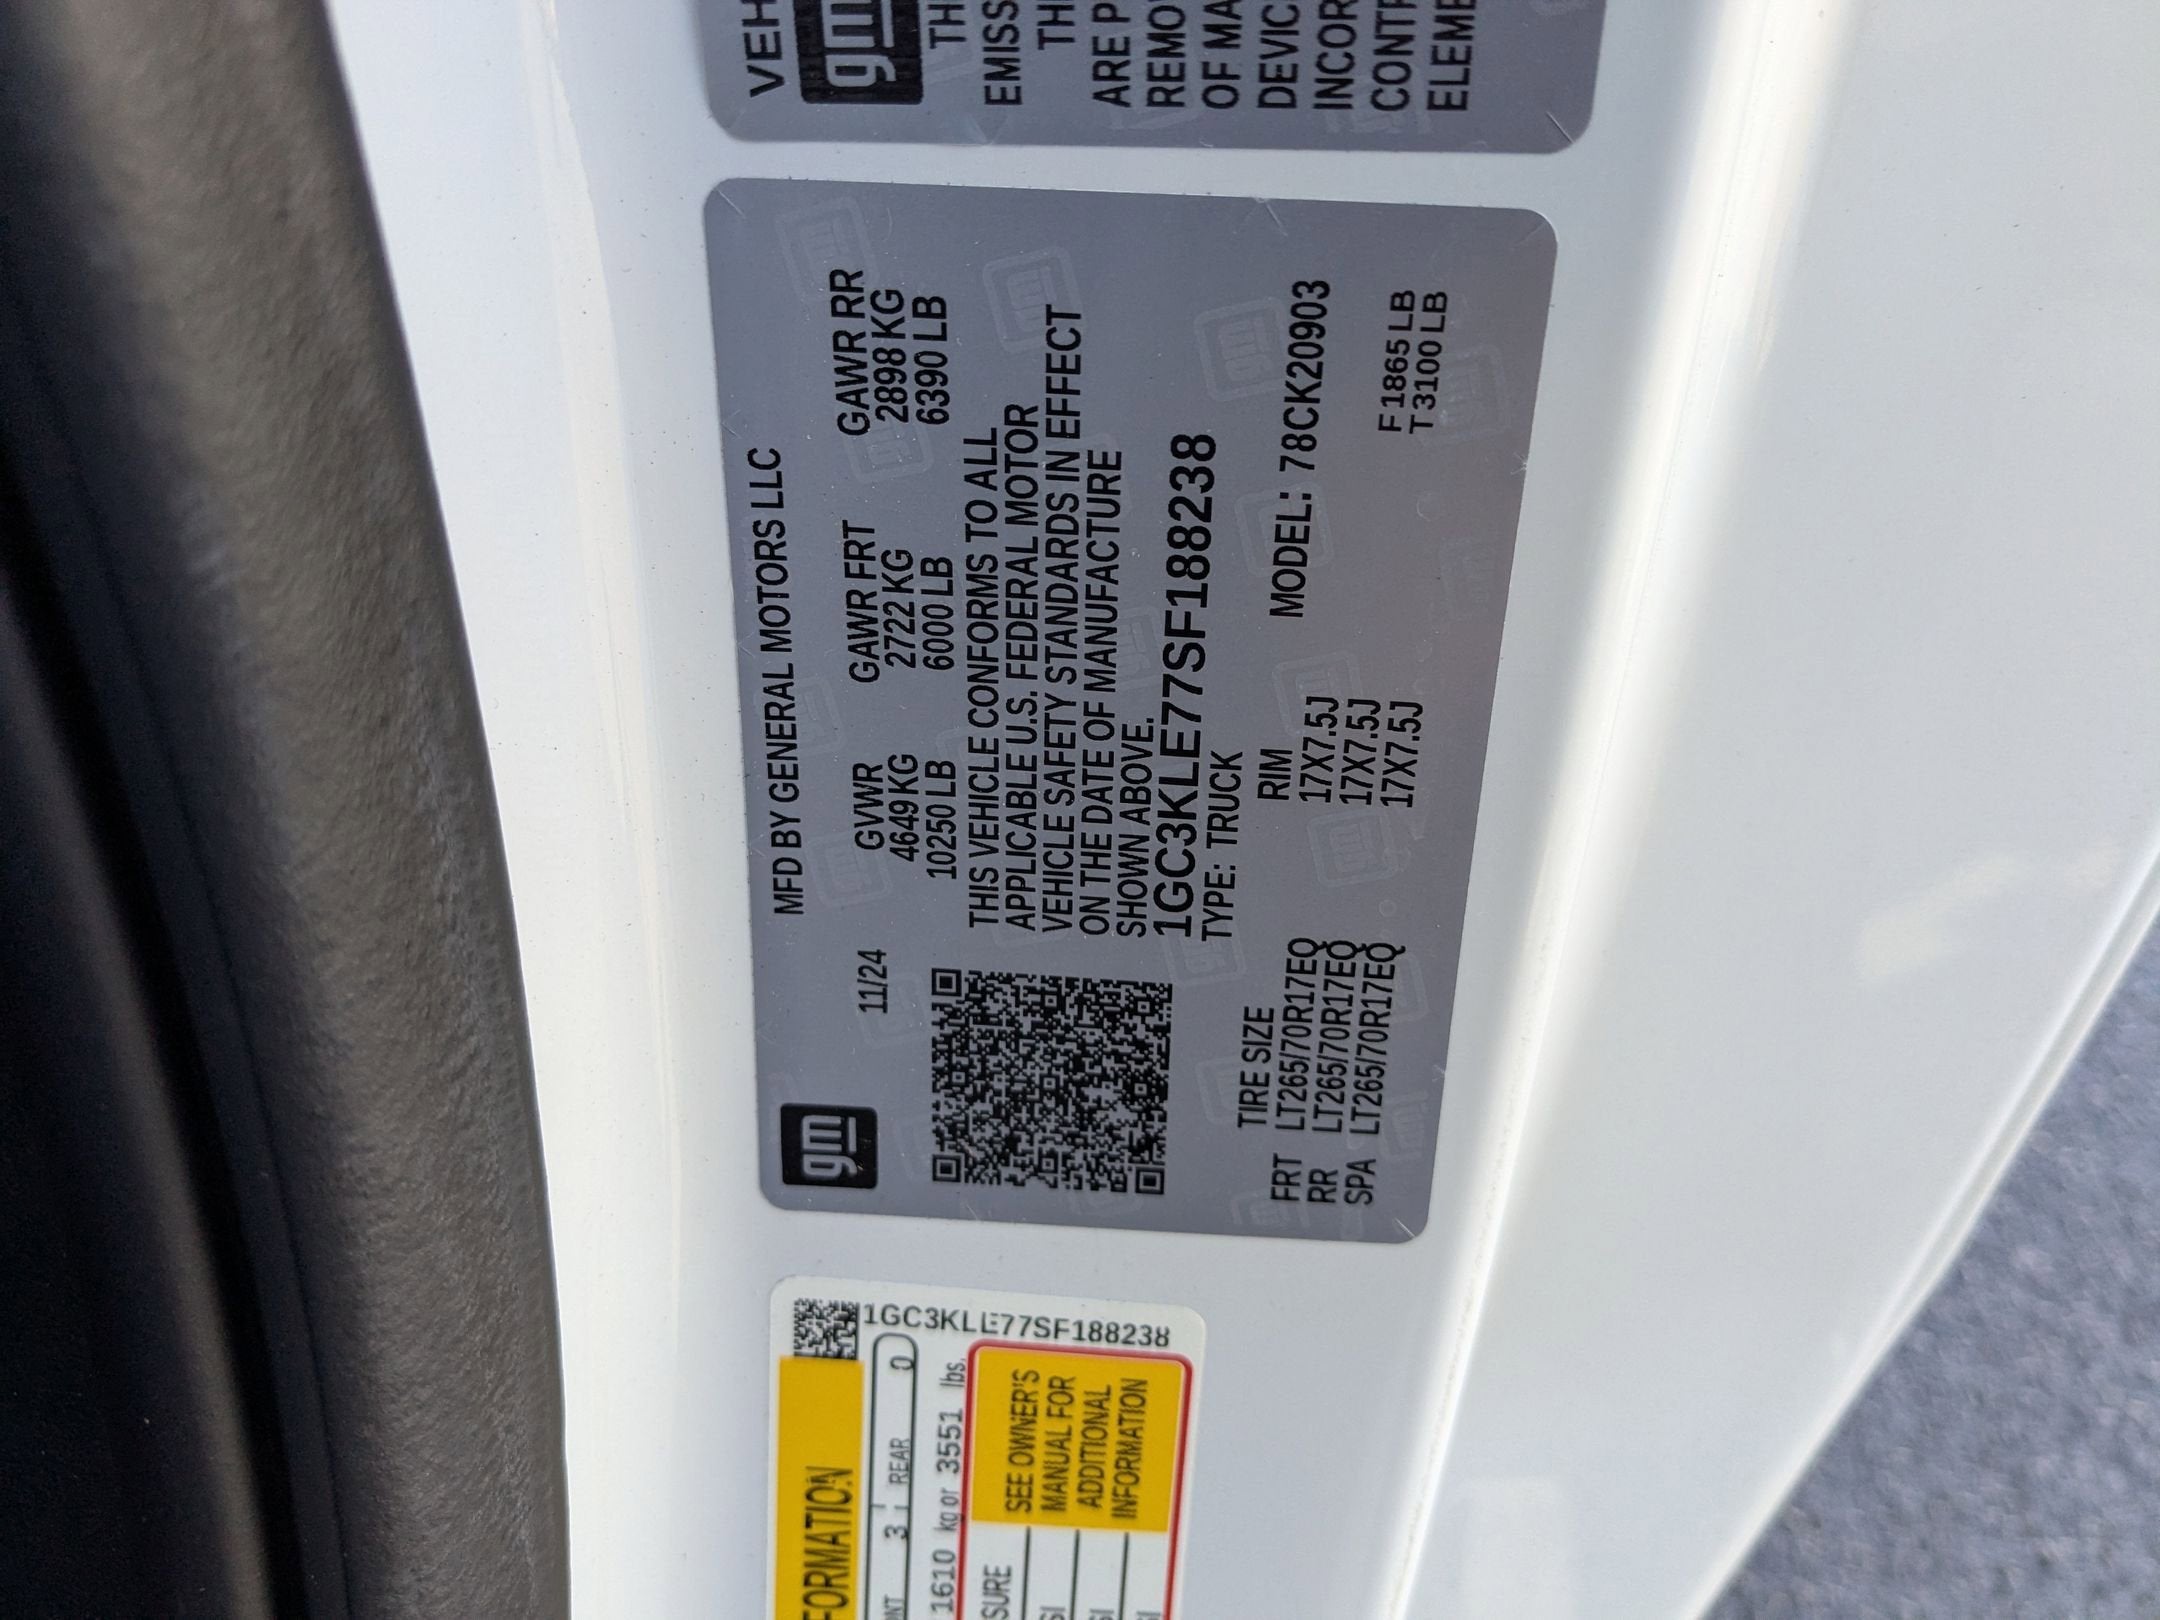 1GC3KLE77SF188238
FORMATION
3
REAR 0
1610 kg or 3551 lbs.
SEE OWNER'S
MANUAL FOR
ADDITIONAL
INFORMATION
gm
11/24
MFD BY GENERAL MOTORS LLC
GVWR GAWR FRT GAWR RR
4649 KG 2722 KG 2898 KG
10250 LB 6000 LB 6390 LB
THIS VEHICLE CONFORMS TO ALL
APPLICABLE U.S. FEDERAL MOTOR
VEHICLE SAFETY STANDARDS IN EFFECT
ON THE DATE OF MANUFACTURE
SHOWN ABOVE.
1GC3KLE77SF188238
TYPE: TRUCK
MODEL: 78CK20903
TIRE SIZE RIM
FRT LT265/70R17EQ 17X7.5J
RR LT265/70R17EQ 17X7.5J
SPA LT265/70R17EQ 17X7.5J
F 1865 LB
T 3100 LB
VEH
gm
TH
EMISS
TH
ARE P
REMO
OF MA
DEVIC
INCOR
CONT
ELEME